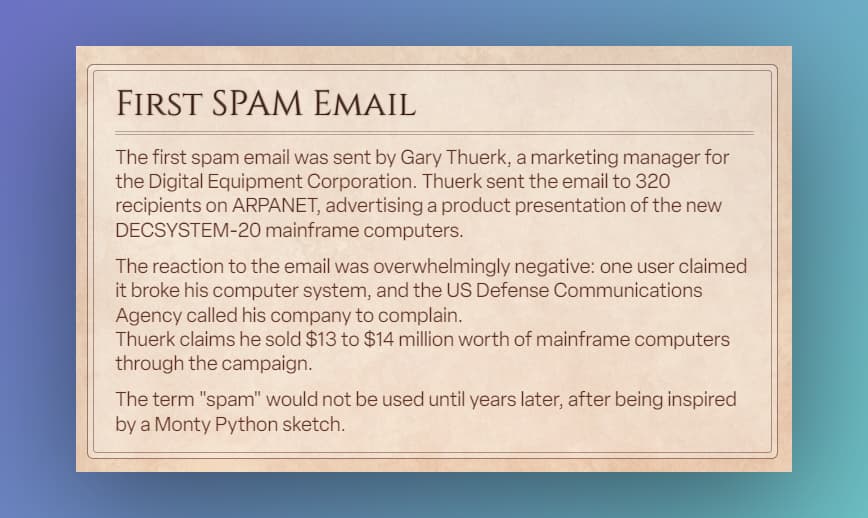 First SPAM Email
The first spam email was sent by Gary Thuerk, a marketing manager for
the Digital Equipment Corporation. Thuerk sent the email to 320
recipients on ARPANET, advertising a product presentation of the new
DECSYSTEM-20 mainframe computers.
The reaction to the email was overwhelmingly negative: one user claimed
it broke his computer system, and the US Defense Communications
Agency called his company to complain.
Thuerk claims he sold $13 to $14 million worth of mainframe computers
through the campaign.
The term "spam" would not be used until years later, after being inspired
by a Monty Python sketch.